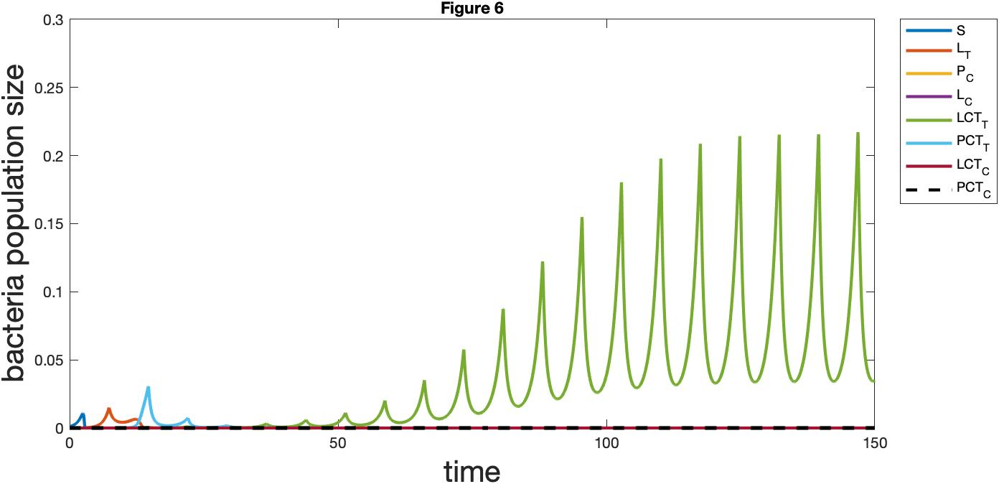 Figure 6
bacteria population size
0.3
0.25
0.2
0.15
0.1
0.05
0
0 50 100 150
time
S
L_T
P_C
L_C
LCT_T
PCT_T
LCT_C
PCT_C